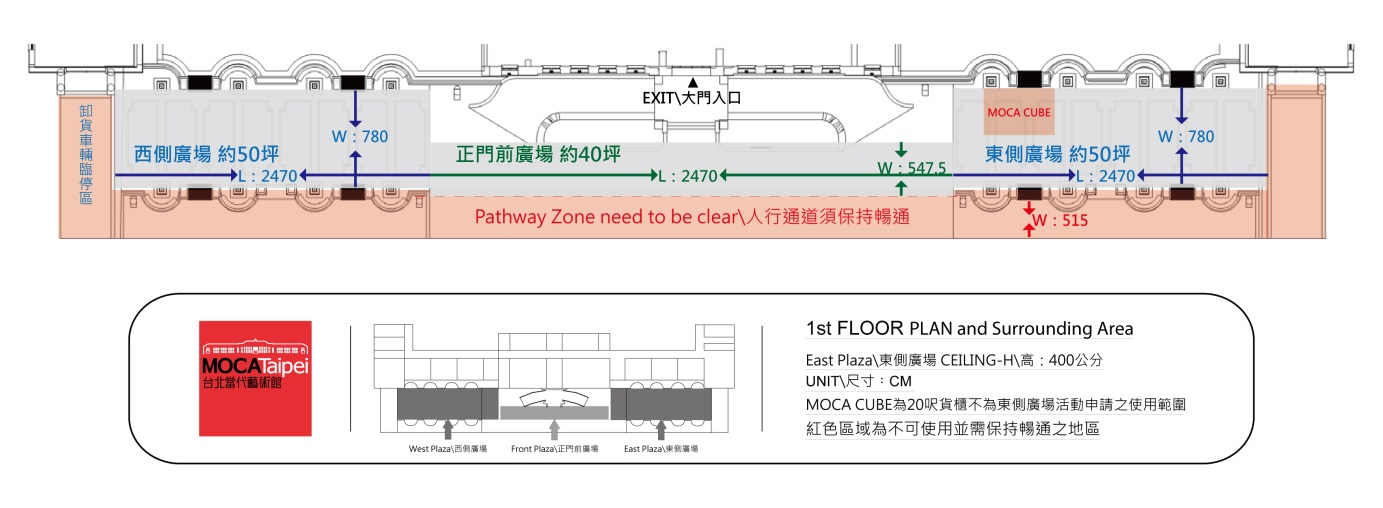 EXIT\大門入口
卸貨車輛臨停區
MOCA CUBE
W：780
W：780
西側廣場 約50坪
正門前廣場 約40坪
東側廣場 約50坪
W：547.5
L：2470
L：2470
L：2470
Pathway Zone need to be clear\人行通道須保持暢通
W：515
MOCATaipei
台北當代藝術館
West Plaza\西側廣場
Front Plaza\正門前廣場
East Plaza\東側廣場
1st FLOOR PLAN and Surrounding Area
East Plaza\東側廣場 CEILING-H\高：400公分
UNIT\尺寸：CM
MOCA CUBE為20呎貨櫃不為東側廣場活動申請之使用範圍
紅色區域為不可使用並需保持暢通之地區